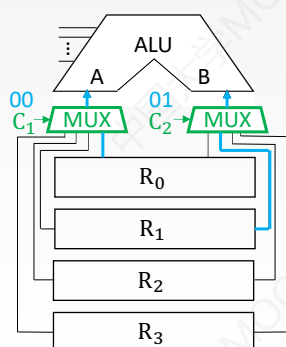 ALU
A B
00 01
C₁ MUX C₂ MUX
R₀
R₁
R₂
R₃